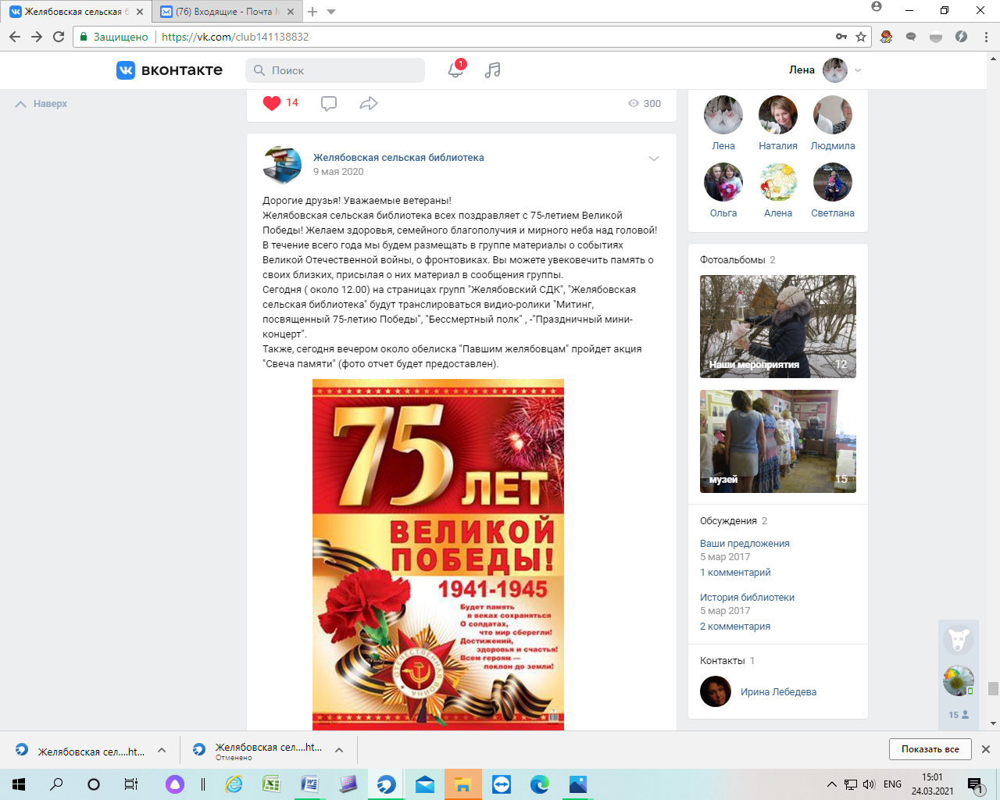 Желябовская сельская б
(76) Входящие - Почта М
Защищено
https://vk.com/club141138832
вконтакте
Поиск
1
Лена
Наверх
14
300
Желябовская сельская библиотека
9 мая 2020
Дорогие друзья! Уважаемые ветераны!
Желябовская сельская библиотека всех поздравляет с 75-летием Великой
Победы! Желаем здоровья, семейного благополучия и мирного неба над головой!
В течение всего года мы будем размещать в группе материалы о событиях
Великой Отечественной войны, о фронтовиках. Вы можете увековечить память о
своих близких, присылая о них материал в сообщения группы.
Сегодня ( около 12.00) на страницах групп "Желябовский СДК", "Желябовская
сельская библиотека" будут транслироваться видио-ролики "Митинг,
посвященный 75-летию Победы", "Бессмертный полк" , -"Праздничный мини-
концерт".
Также, сегодня вечером около обелиска "Павшим желябовцам" пройдет акция
"Свеча памяти" (фото отчет будет предоставлен).
75
ЛЕТ
ВЕЛИКОЙ
ПОБЕДЫ!
1941-1945
Будет память
в веках сохраняться
О солдатах,
что мир сберегли!
Достижений,
здоровья и счастья!
Всем героям —
поклон до земли!
ОТЕЧЕСТВЕННАЯ ВОЙНА
Лена Наталия Людмила
Ольга Алена Светлана
Фотоальбомы 2
Наши мероприятия 12
музей 15
Обсуждения 2
Ваши предложения
5 мар 2017
1 комментарий
История библиотеки
5 мар 2017
2 комментария
Контакты 1
Ирина Лебедева
15
Желябовская сел....ht...
Желябовская сел....ht...
Отменено
Показать все
ENG
15:01
24.03.2021
1